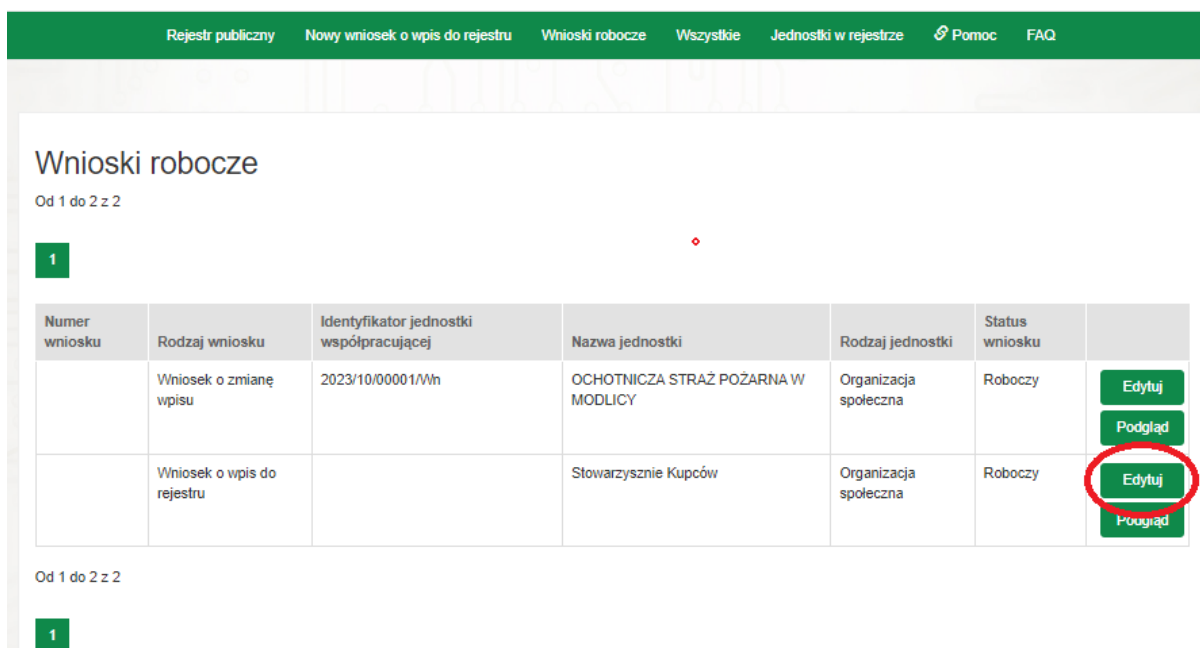 Rejestr publiczny Nowy wniosek o wpis do rejestru Wnioski robocze Wszystkie Jednostki w rejestrze Pomoc FAQ
Wnioski robocze
Od 1 do 2 z 2
1
Numer wniosku Rodzaj wniosku Identyfikator jednostki współpracującej Nazwa jednostki Rodzaj jednostki Status wniosku
Wniosek o zmianę wpisu 2023/10/00001/Wn OCHOTNICZA STRAŻ POŻARNA W MODLICY Organizacja społeczna Roboczy Edytuj
Podgląd
Wniosek o wpis do rejestru Stowarzysznie Kupców Organizacja społeczna Roboczy Edytuj
Podgląd
Od 1 do 2 z 2
1